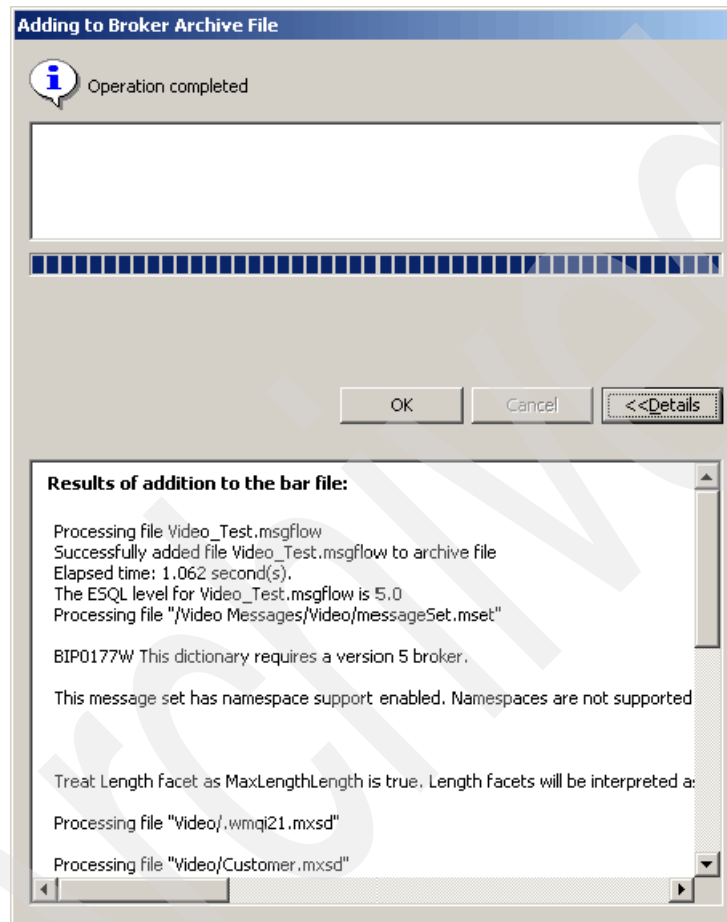 Adding to Broker Archive File
Operation completed
OK
Cancel
<<Details
Results of addition to the bar file:
Processing file Video_Test.msgflow
Successfully added file Video_Test.msgflow to archive file
Elapsed time: 1.062 second(s).
The ESQL level for Video_Test.msgflow is 5.0
Processing file "/Video Messages/Video/messageSet.mset"
BIP0177W This dictionary requires a version 5 broker.
This message set has namespace support enabled. Namespaces are not supported
Treat Length facet as MaxLengthLength is true. Length facets will be interpreted a
Processing file "Video/.wmqi21.mxsd"
Processing file "Video/Customer.mxsd"